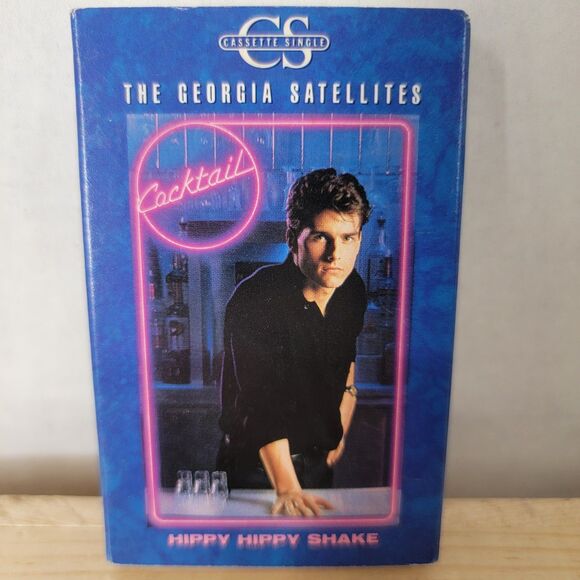 CS
CASSETTE SINGLE
THE GEORGIA SATELLITES
Cocktail
HIPPY HIPPY SHAKE